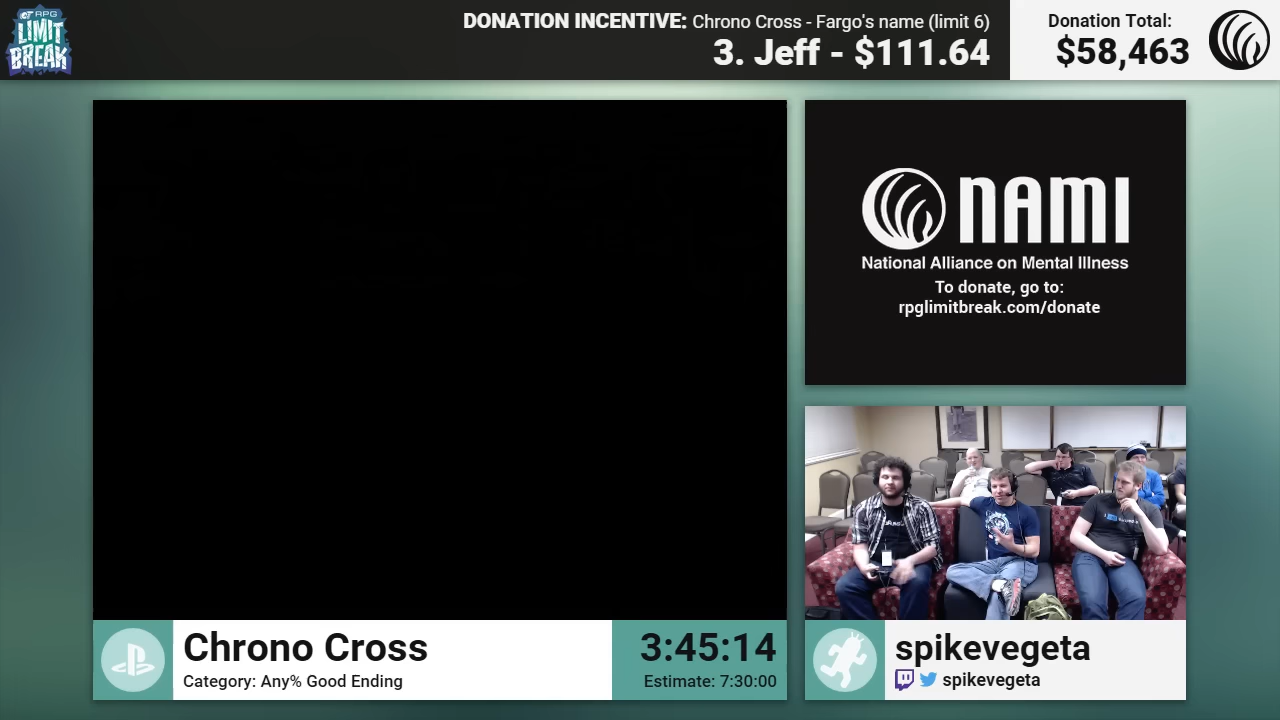 RPG
LIMIT
BREAK
DONATION INCENTIVE: Chrono Cross - Fargo's name (limit 6)
3. Jeff - $111.64
Donation Total:
$58,463
NAMI
National Alliance on Mental Illness
To donate, go to:
rpglimitbreak.com/donate
Chrono Cross
Category: Any% Good Ending
3:45:14
Estimate: 7:30:00
spikevegeta
spikevegeta